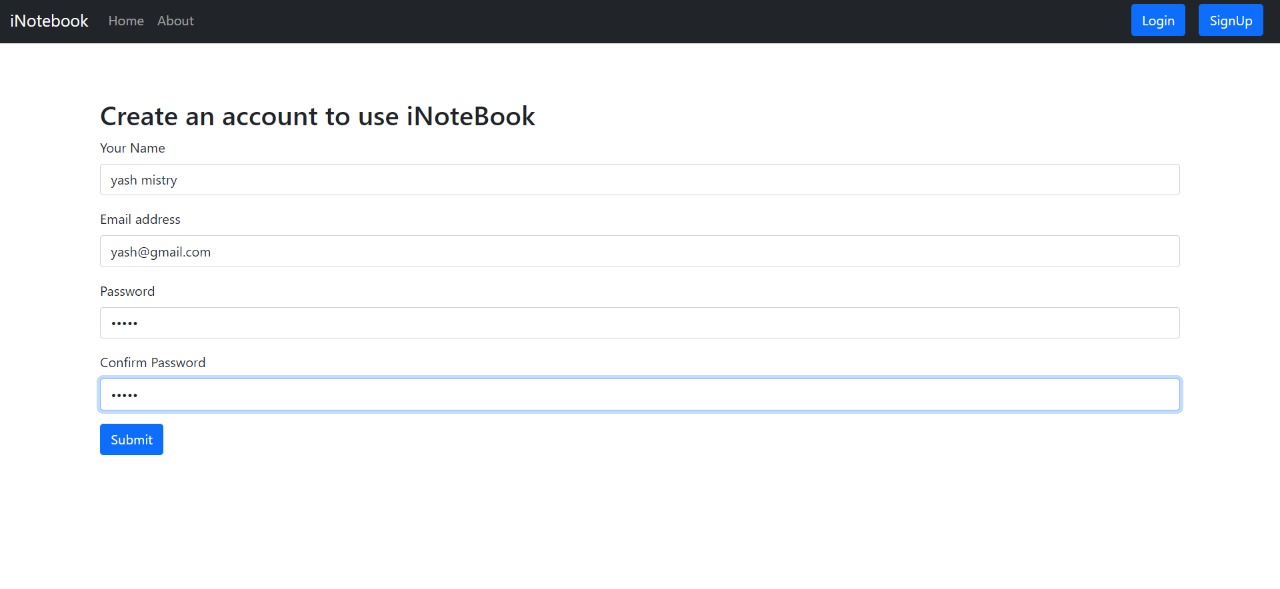 iNotebook Home About Login SignUp
Create an account to use iNoteBook
Your Name
yash mistry
Email address
yash@gmail.com
Password
•••••
Confirm Password
•••••
Submit